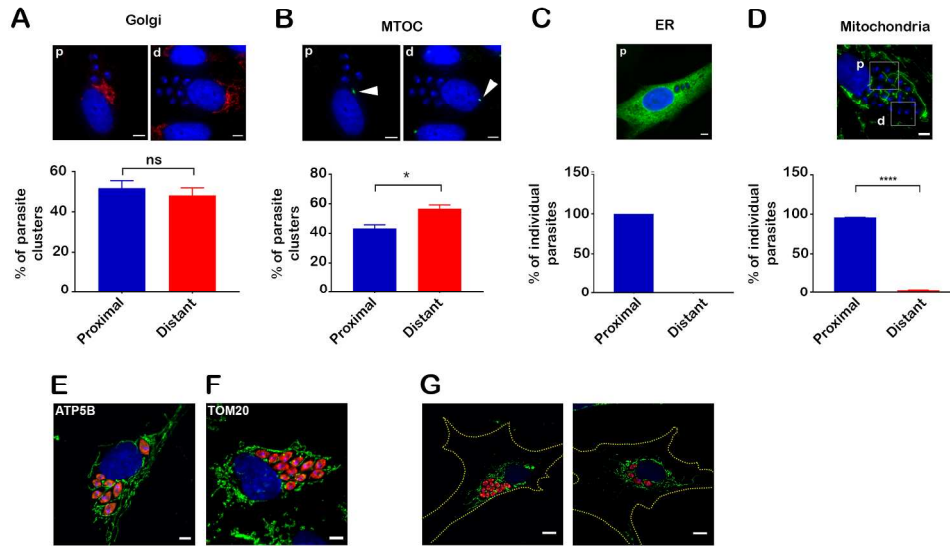 A
Golgi
p
d
ns
60
40
20
0
% of parasite
clusters
Proximal
Distant
B
MTOC
p
d
*
80
60
40
20
0
% of parasite
clusters
Proximal
Distant
C
ER
p
150
100
50
0
% of individual
parasites
Proximal
Distant
D
Mitochondria
p
d
****
150
100
50
0
% of individual
parasites
Proximal
Distant
E
ATP5B
F
TOM20
G